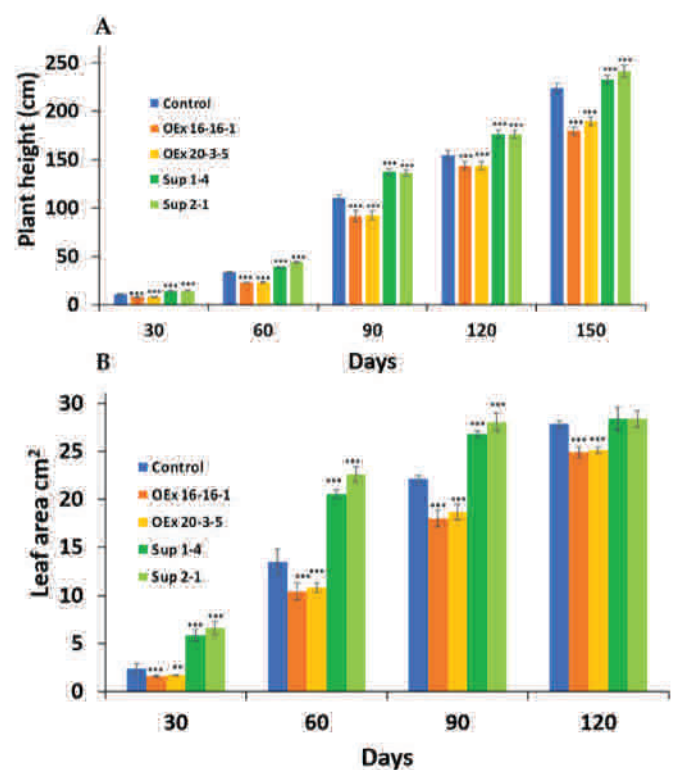 A
Plant height (cm)
250
200
150
100
50
0
Control
OEx 16-16-1
OEx 20-3-5
Sup 1-4
Sup 2-1
*** *** *** ***
*** *** *** ***
*** *** *** ***
*** *** *** ***
*** *** *** ***
30 60 90 120 150
Days
B
Leaf area cm²
30
25
20
15
10
5
0
Control
OEx 16-16-1
OEx 20-3-5
Sup 1-4
Sup 2-1
*** ** *** ***
*** *** *** ***
*** *** *** ***
*** ***
30 60 90 120
Days